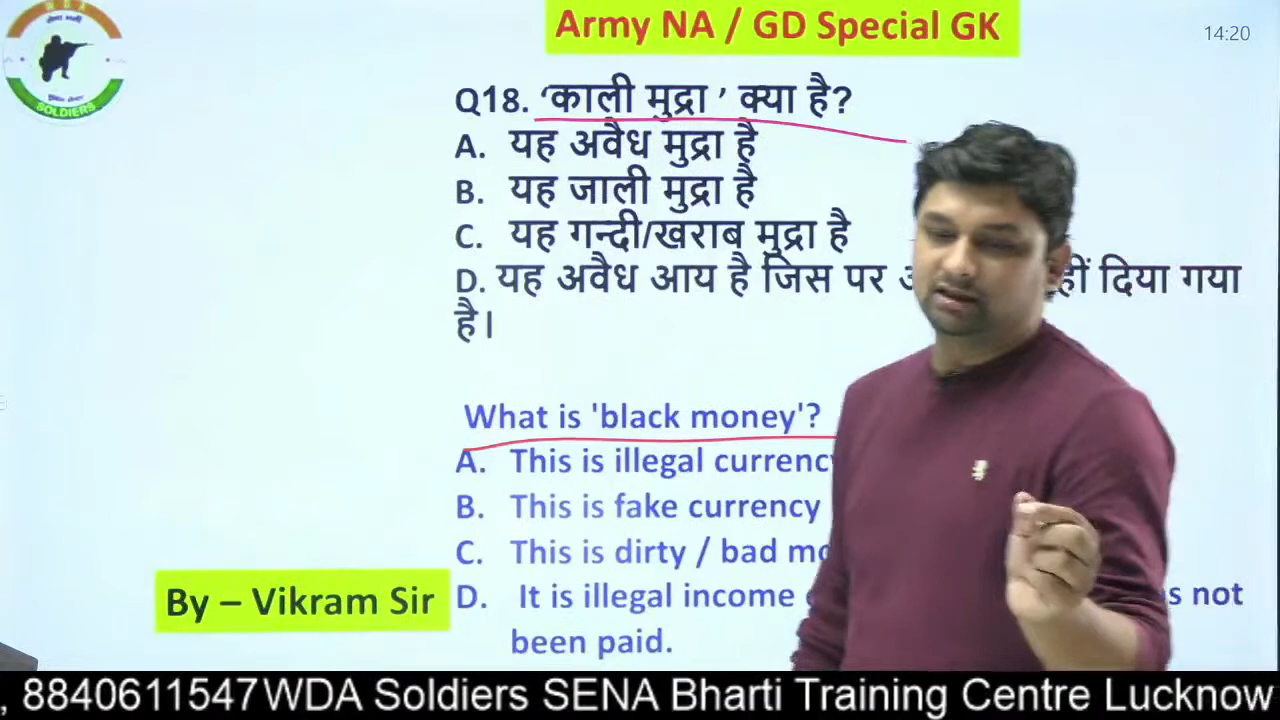 Army NA / GD Special GK
14:20
WDA
SOLDIERS
Q18. ‘काली मुद्रा ’ क्या है?
A. यह अवैध मुद्रा है
B. यह जाली मुद्रा है
C. यह गन्दी/खराब मुद्रा है
D. यह अवैध आय है जिस पर हीं दिया गया
है।
What is 'black money'?
A. This is illegal currenc
B. This is fake currency
C. This is dirty / bad mo
D. It is illegal income s not
been paid.
By – Vikram Sir
, 8840611547 WDA Soldiers SENA Bharti Training Centre Lucknow